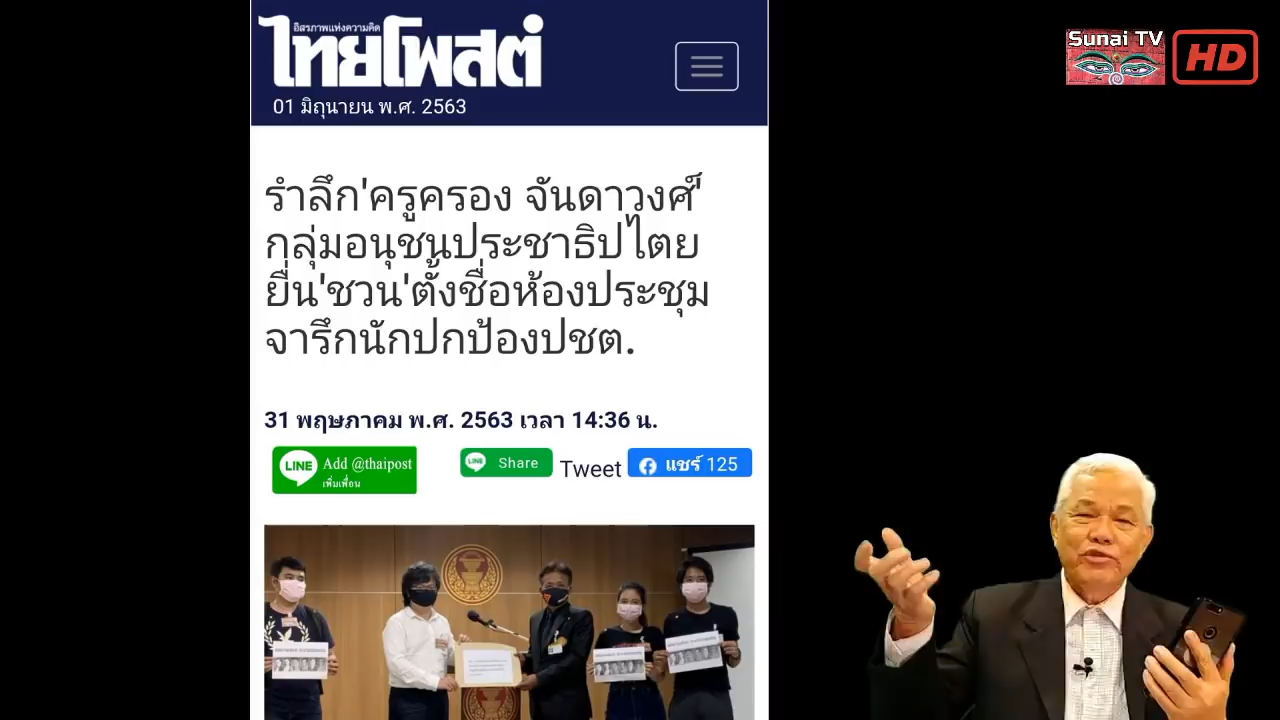 อิสรภาพแห่งความคิด
ไทยโพสต์
01 มิถุนายน พ.ศ. 2563
Sunai TV
HD
รำลึก'ครูครอง จันดาวงศ์'
กลุ่มอนุชนประชาธิปไตย
ยื่น'ชวน'ตั้งชื่อห้องประชุม
จารึกนักปกป้องปชต.
31 พฤษภาคม พ.ศ. 2563 เวลา 14:36 น.
LINE Add @thaipost
เพิ่มเพื่อน
LINE Share
Tweet
แชร์ 125